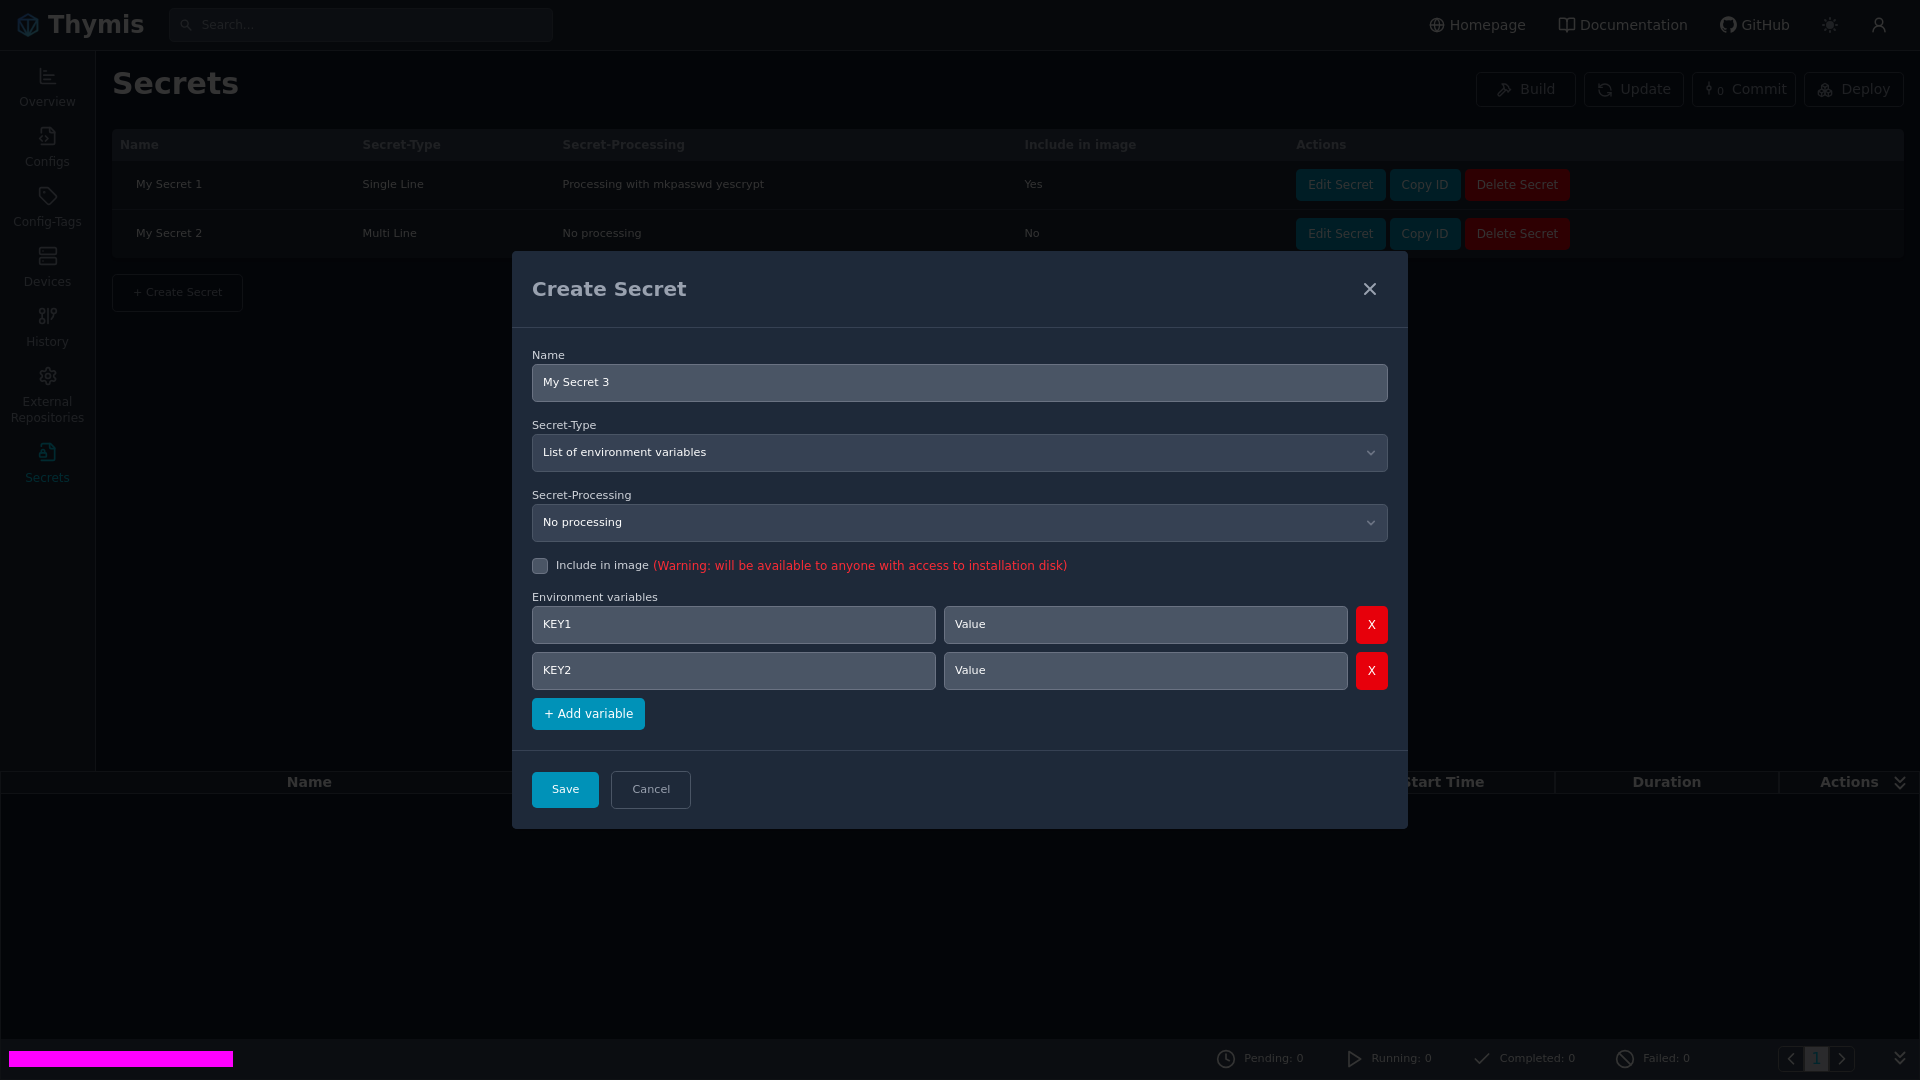 Thymis
Search...
Homepage
Documentation
GitHub
Overview
Configs
Config-Tags
Devices
History
External
Repositories
Secrets
Secrets
Build
Update
0 Commit
Deploy
Name Secret-Type Secret-Processing Include in image Actions
My Secret 1 Single Line Processing with mkpasswd yescrypt Yes Edit Secret Copy ID Delete Secret
My Secret 2 Multi Line No processing No Edit Secret Copy ID Delete Secret
+ Create Secret
Create Secret
Name
My Secret 3
Secret-Type
List of environment variables
Secret-Processing
No processing
Include in image (Warning: will be available to anyone with access to installation disk)
Environment variables
KEY1 Value X
KEY2 Value X
+ Add variable
Save Cancel
Name Start Time Duration Actions
Pending: 0 Running: 0 Completed: 0 Failed: 0 1